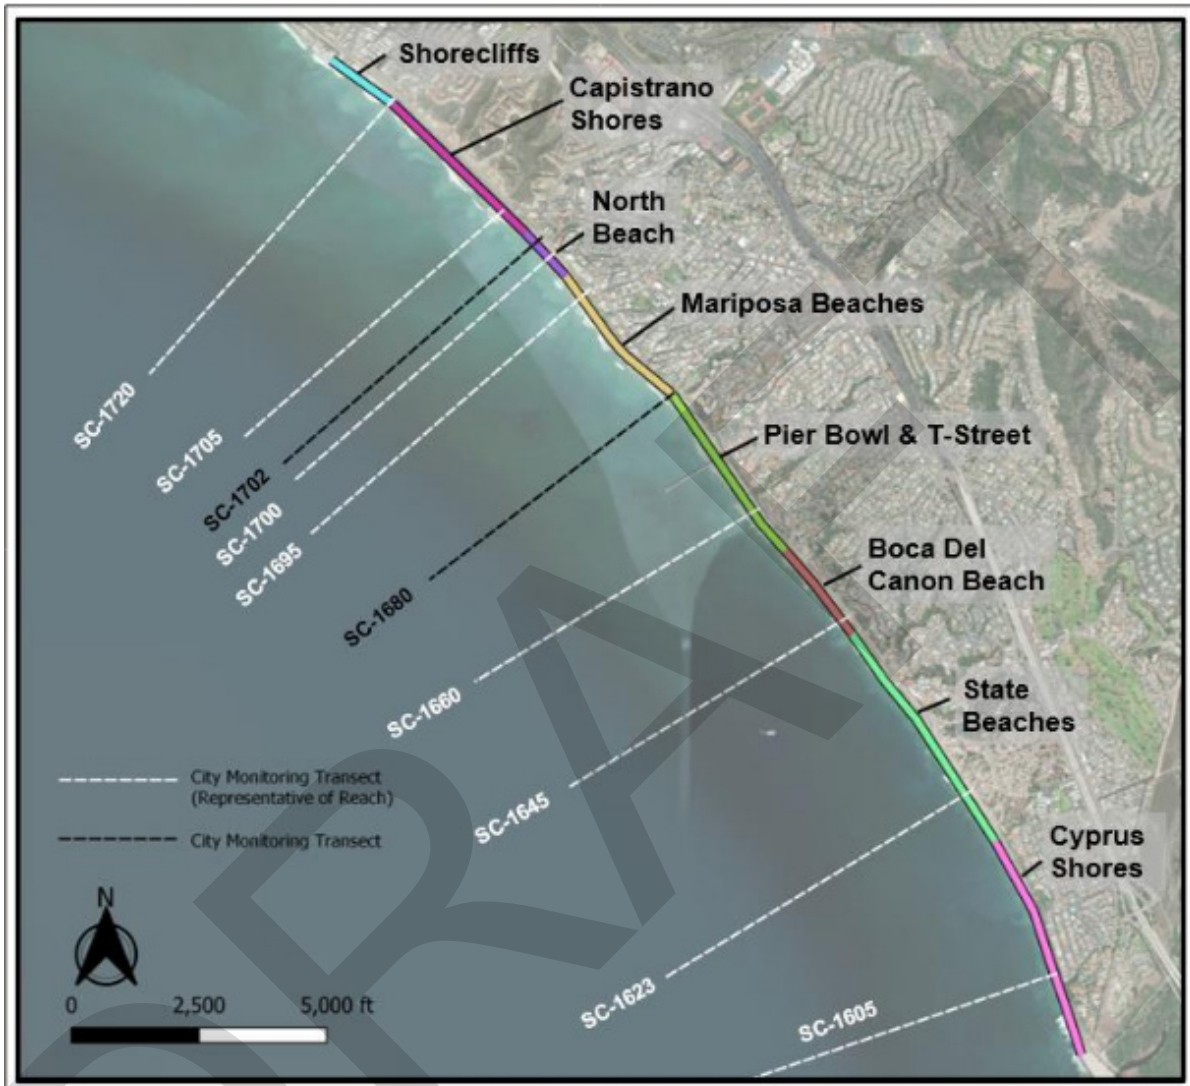 Shorecliffs
Capistrano
Shores
North
Beach
Mariposa Beaches
Pier Bowl & T-Street
Boca Del
Canon Beach
State
Beaches
Cyprus
Shores
SC-1720
SC-1705
SC-1702
SC-1700
SC-1695
SC-1680
SC-1660
SC-1645
SC-1623
SC-1605
City Monitoring Transect
(Representative of Reach)
City Monitoring Transect
N
0 2,500 5,000 ft